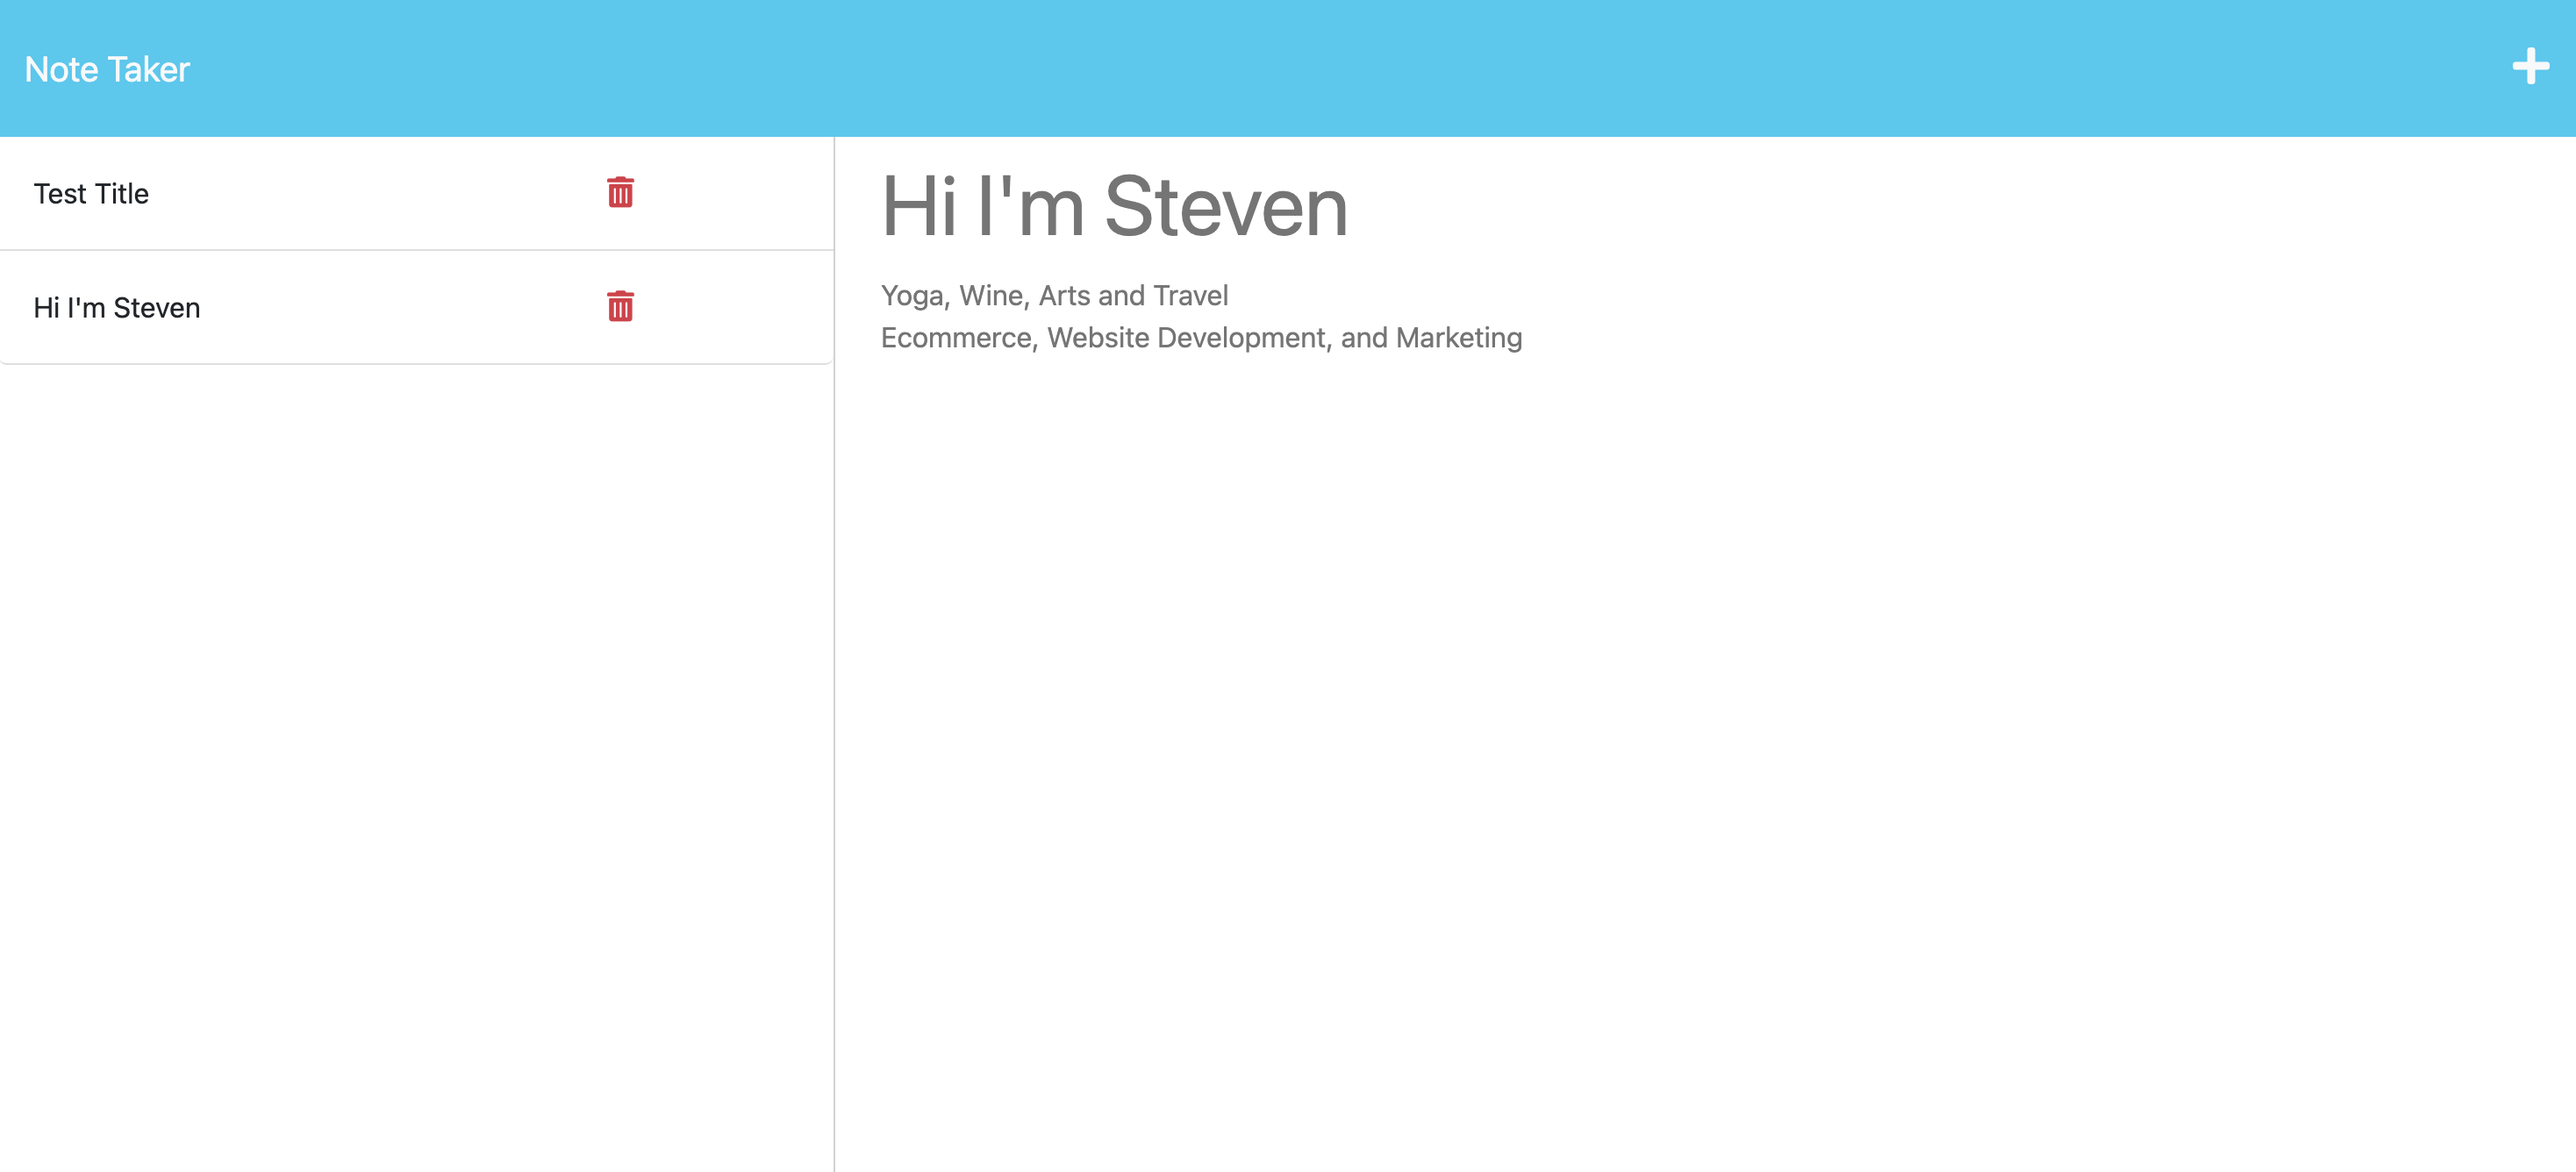 Note Taker
Test Title
Hi I'm Steven
Hi I'm Steven
Yoga, Wine, Arts and Travel
Ecommerce, Website Development, and Marketing